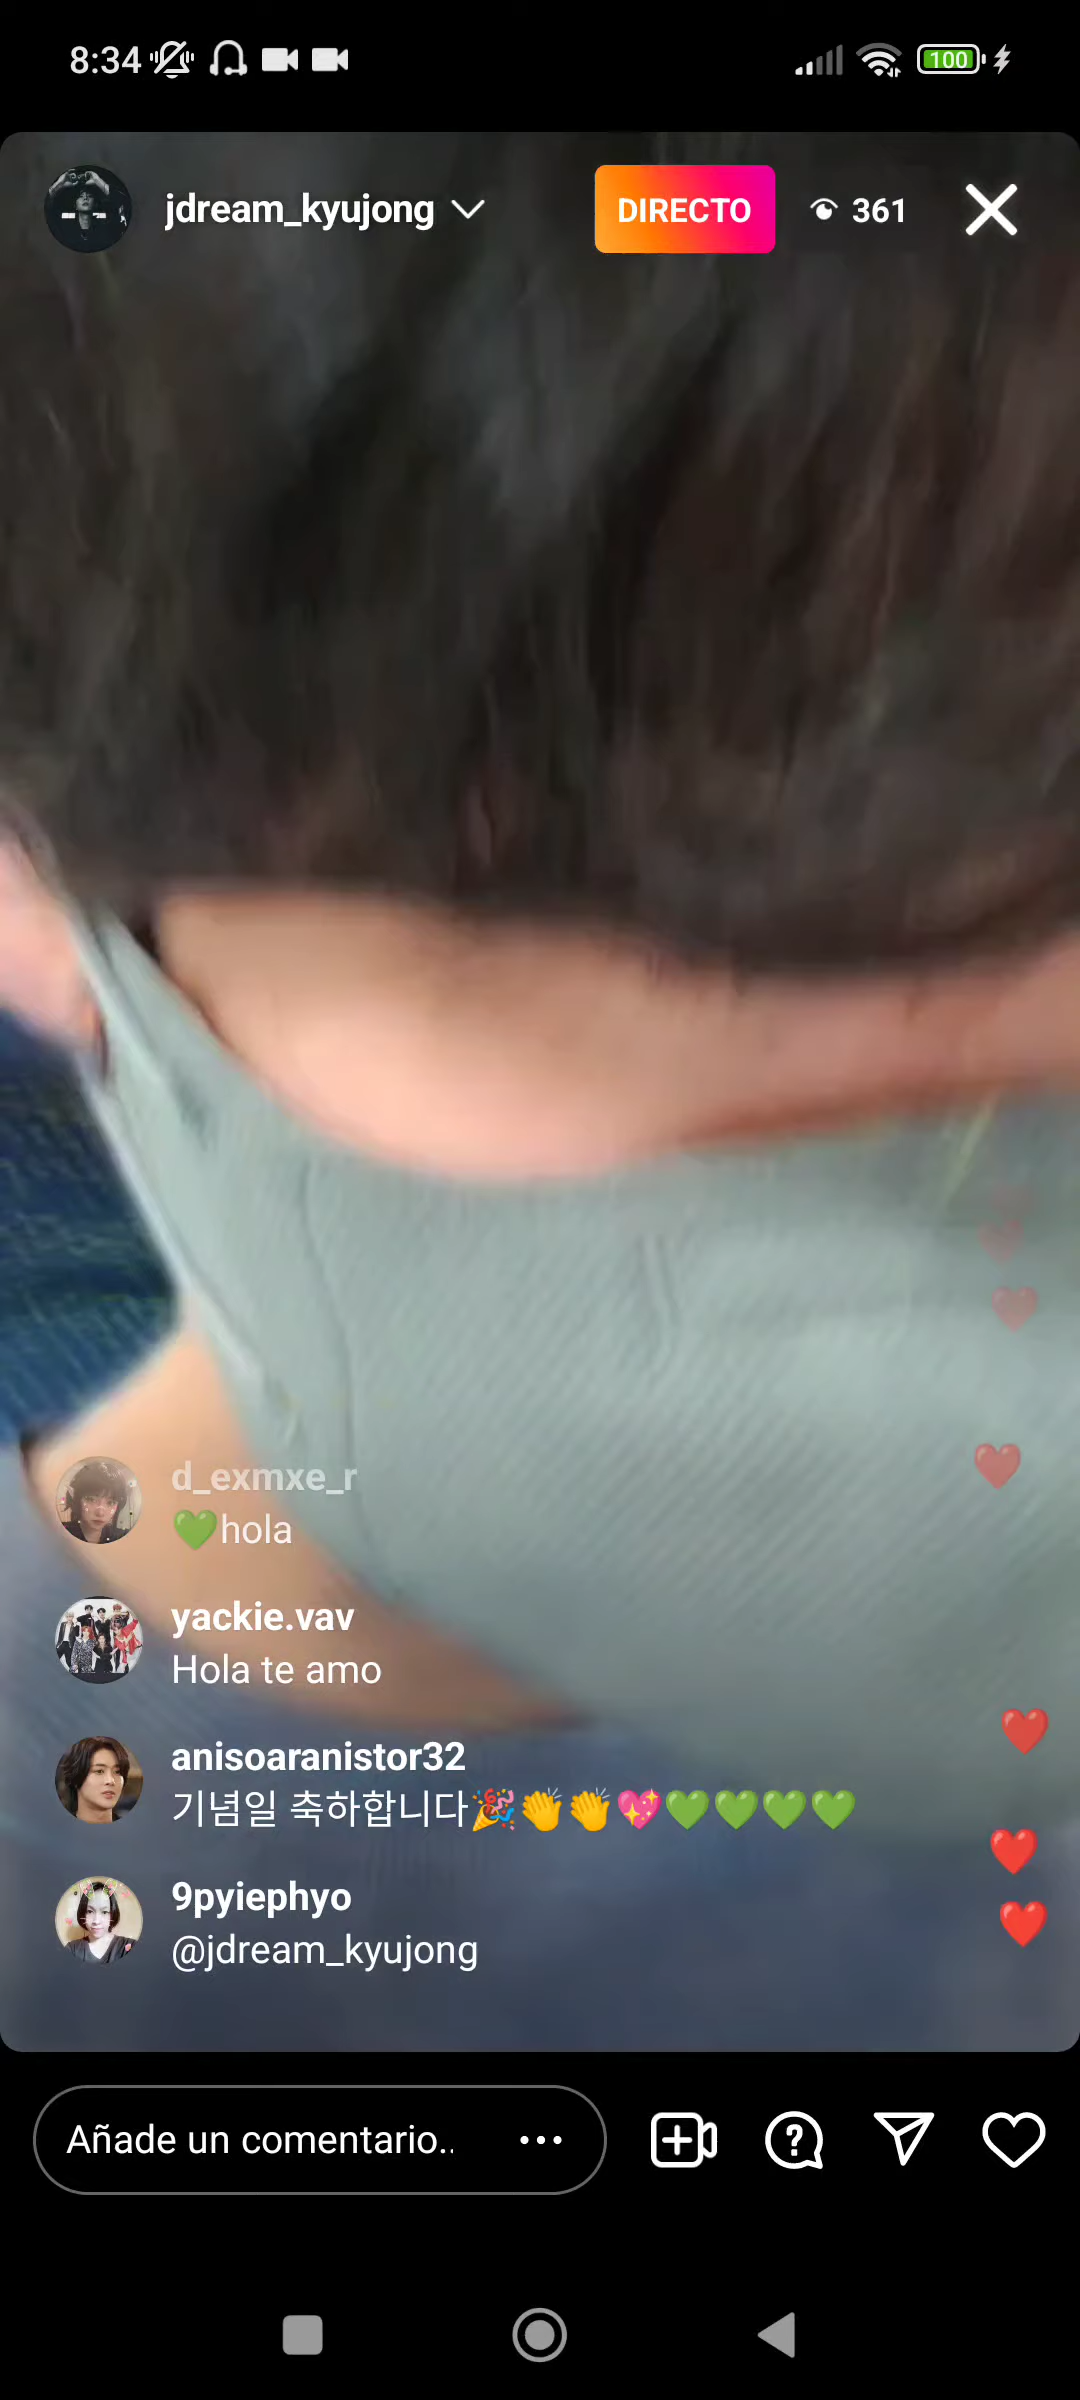 8:34
100
jdream_kyujong
DIRECTO
361
d_exmxe_r
💚hola
yackie.vav
Hola te amo
anisoaranistor32
기념일 축하합니다🎉👏👏💖💚💚💚💚
9pyiephyo
@jdream_kyujong
Añade un comentario..